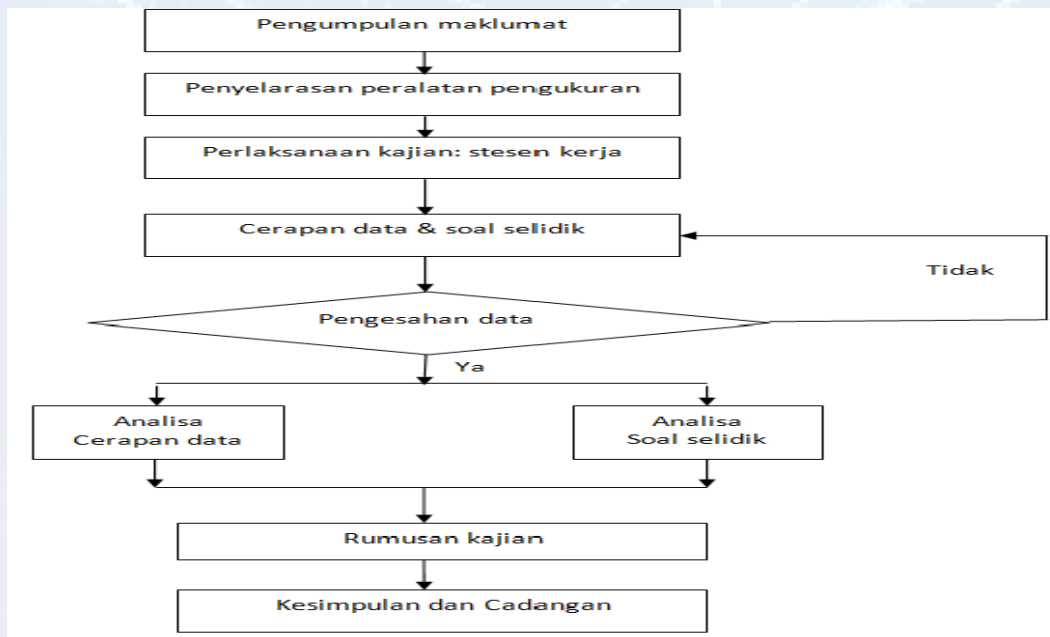 Pengumpulan maklumat
Penyelarasan peralatan pengukuran
Perlaksanaan kajian: stesen kerja
Cerapan data & soal selidik
Tidak
Pengesahan data
Ya
Analisa
Cerapan data
Analisa
Soal selidik
Rumusan kajian
Kesimpulan dan Cadangan